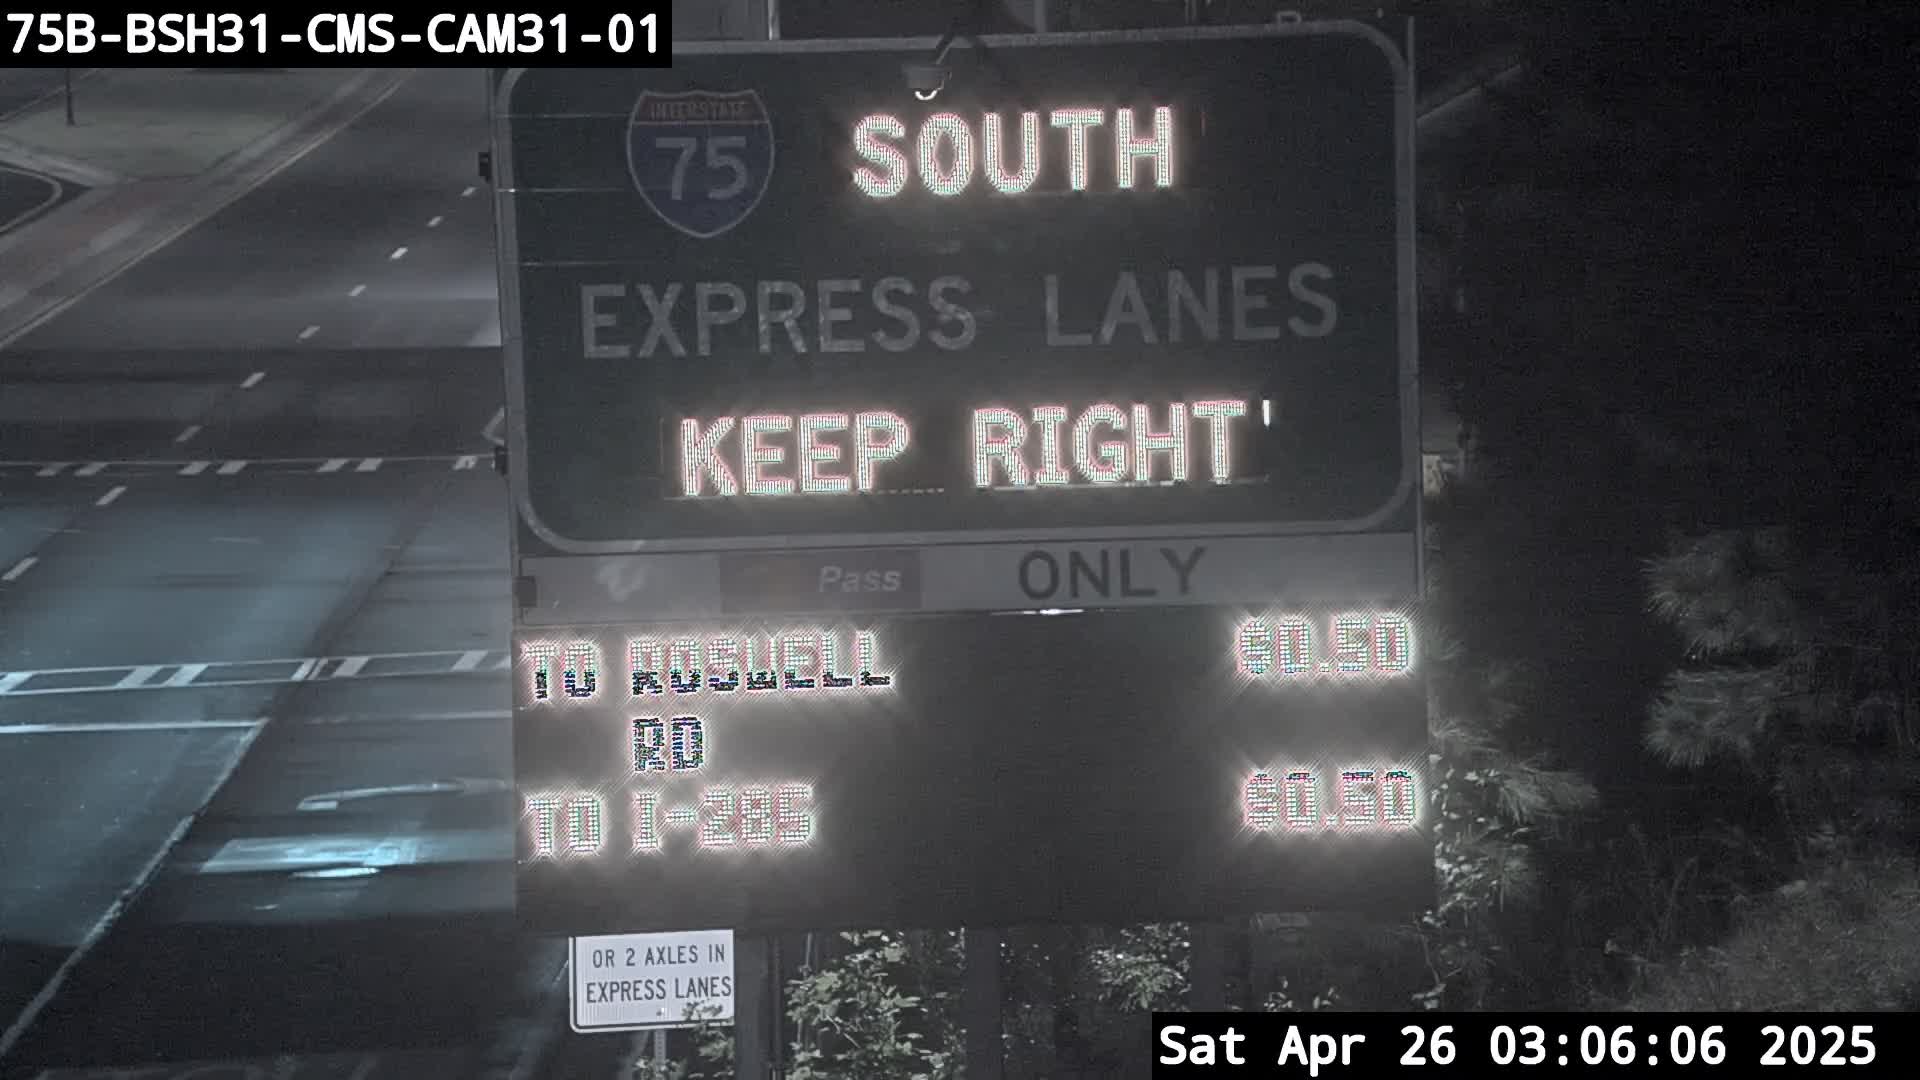 75B-BSH31-CMS-CAM31-01
INTERSTATE
75
SOUTH
EXPRESS LANES
KEEP RIGHT
Pass ONLY
TO ROSWELL $0.50
RD
TO I-285 $0.50
OR 2 AXLES IN
EXPRESS LANES
Sat Apr 26 03:06:06 2025